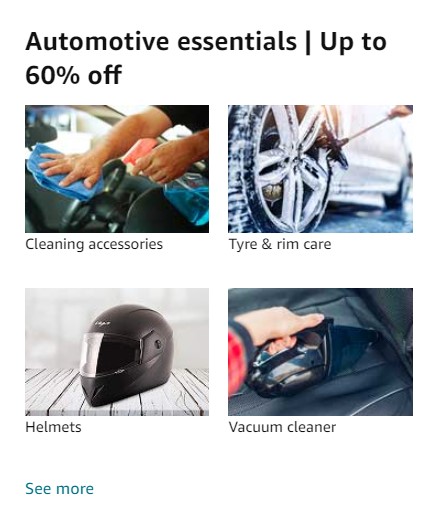 Automotive essentials | Up to
60% off
Cleaning accessories
Tyre & rim care
Helmets
Vacuum cleaner
See more